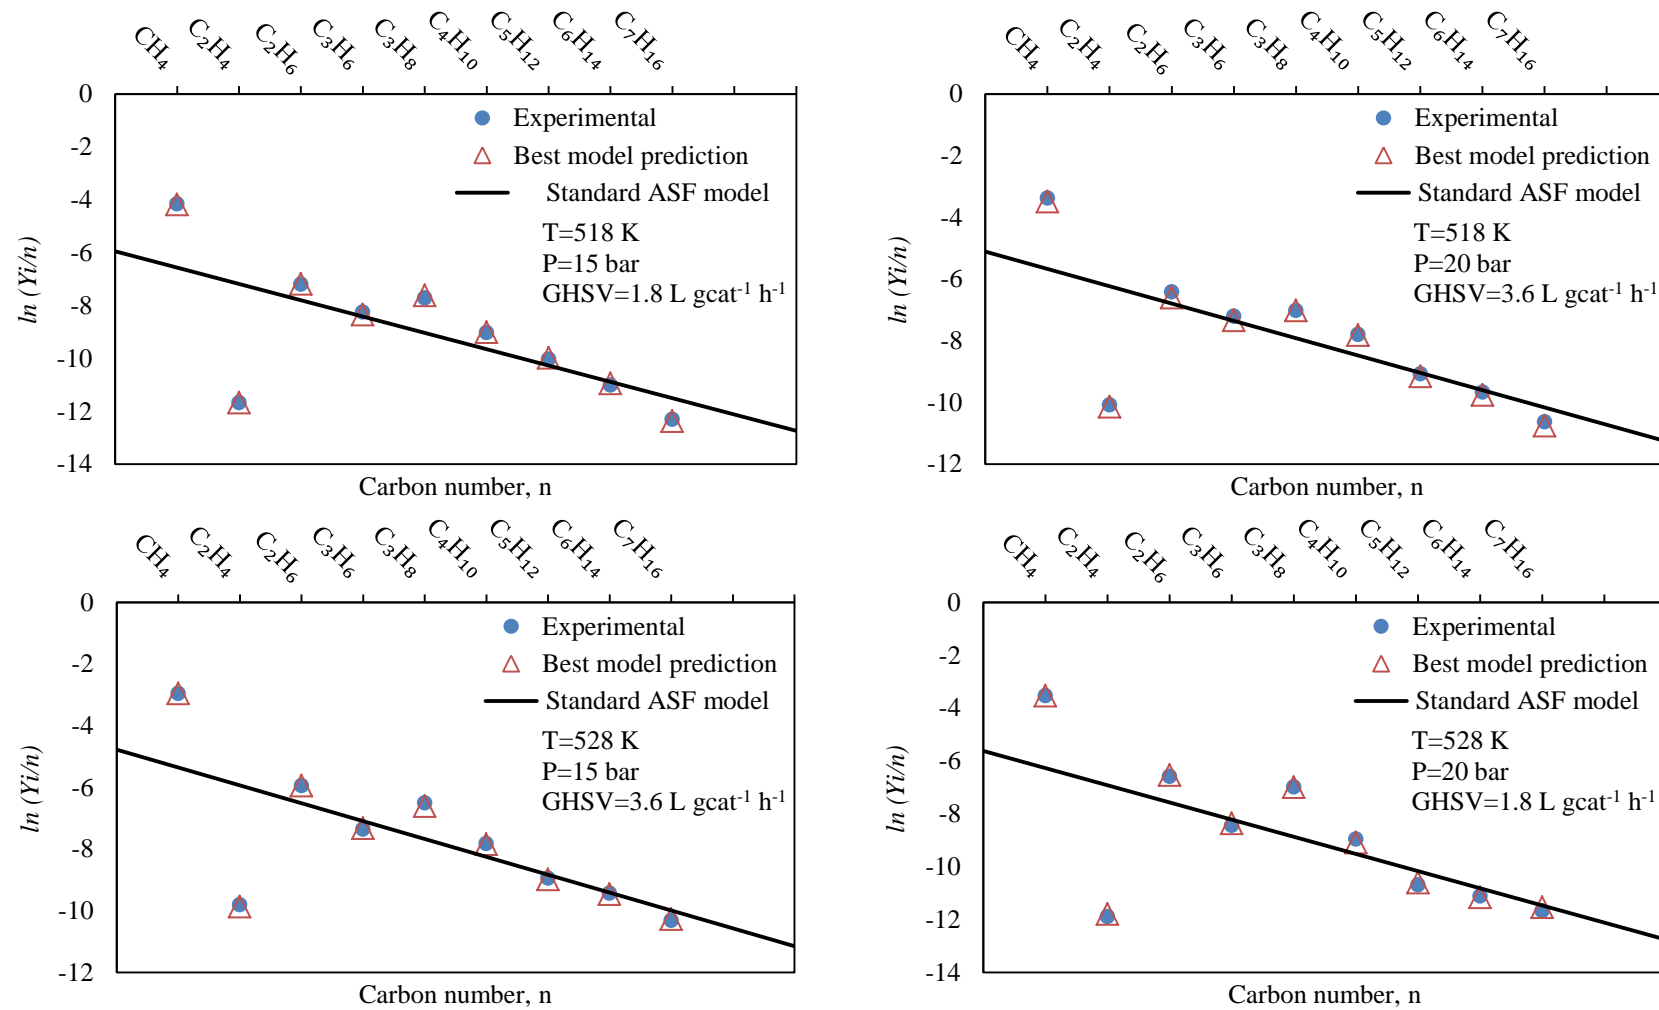 CH₄ C₂H₄ C₂H₆ C₃H₆ C₃H₈ C₄H₁₀ C₅H₁₂ C₆H₁₄ C₇H₁₆
0
-2
-4
-6
-8
-10
-12
-14
ln (Yi/n)
Experimental
Best model prediction
Standard ASF model
T=518 K
P=15 bar
GHSV=1.8 L gcat⁻¹ h⁻¹
Carbon number, n
CH₄ C₂H₄ C₂H₆ C₃H₆ C₃H₈ C₄H₁₀ C₅H₁₂ C₆H₁₄ C₇H₁₆
0
-2
-4
-6
-8
-10
-12
ln (Yi/n)
Experimental
Best model prediction
Standard ASF model
T=518 K
P=20 bar
GHSV=3.6 L gcat⁻¹ h⁻¹
Carbon number, n
CH₄ C₂H₄ C₂H₆ C₃H₆ C₃H₈ C₄H₁₀ C₅H₁₂ C₆H₁₄ C₇H₁₆
0
-2
-4
-6
-8
-10
-12
ln (Yi/n)
Experimental
Best model prediction
Standard ASF model
T=528 K
P=15 bar
GHSV=3.6 L gcat⁻¹ h⁻¹
Carbon number, n
CH₄ C₂H₄ C₂H₆ C₃H₆ C₃H₈ C₄H₁₀ C₅H₁₂ C₆H₁₄ C₇H₁₆
0
-2
-4
-6
-8
-10
-12
-14
ln (Yi/n)
Experimental
Best model prediction
Standard ASF model
T=528 K
P=20 bar
GHSV=1.8 L gcat⁻¹ h⁻¹
Carbon number, n